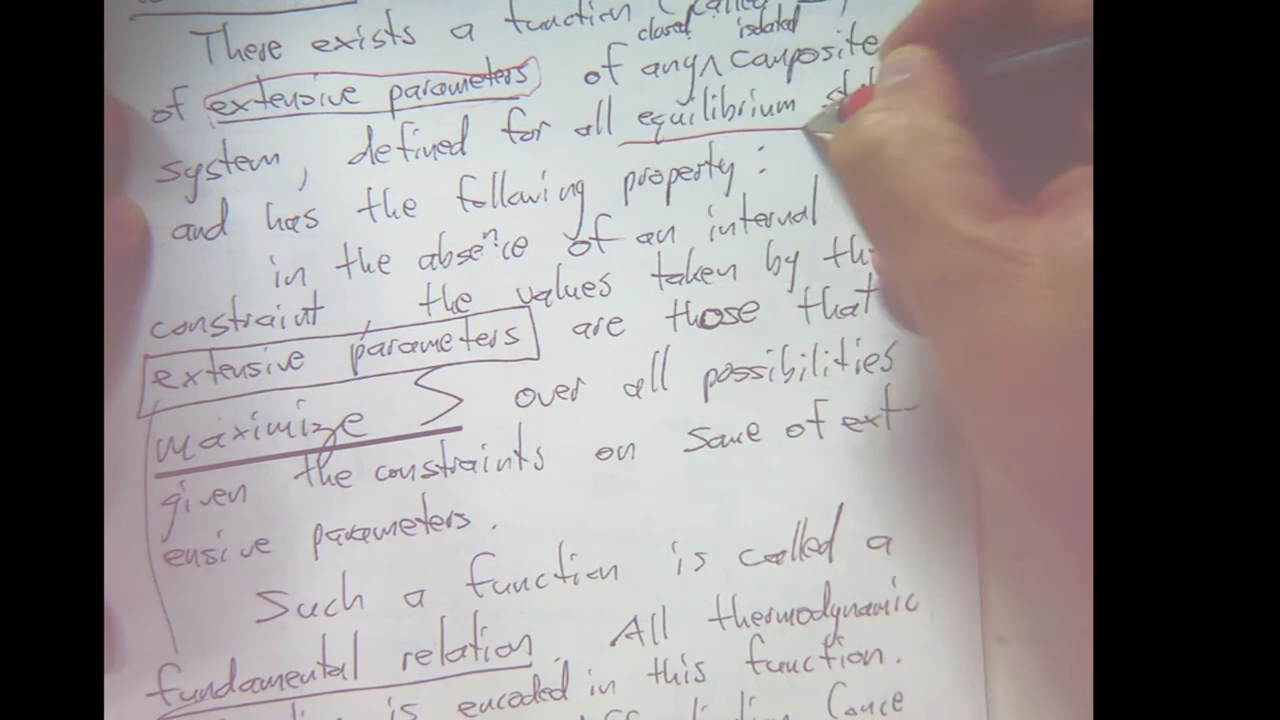 There exists a function (called
closed isolated
of extensive parameters of any ^ composite
system, defined for all equilibrium
and has the following property:
in the absence of an internal
constraint, the values taken by the
extensive parameters are those that
maximize S over all possibilities
given the constraints on some of ext-
ensive parameters.
Such a function is called a
fundamental relation. All thermodynamic
is encoded in this function.
(once